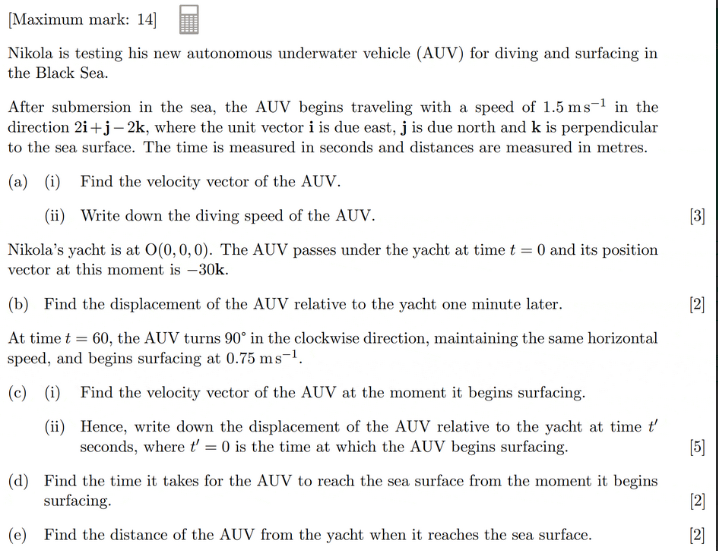 [Maximum mark: 14]
Nikola is testing his new autonomous underwater vehicle (AUV) for diving and surfacing in
the Black Sea.
After submersion in the sea, the AUV begins traveling with a speed of 1.5 m s⁻¹ in the
direction 2i + j − 2k, where the unit vector i is due east, j is due north and k is perpendicular
to the sea surface. The time is measured in seconds and distances are measured in metres.
(a) (i) Find the velocity vector of the AUV.
(ii) Write down the diving speed of the AUV. [3]
Nikola's yacht is at O(0, 0, 0). The AUV passes under the yacht at time t = 0 and its position
vector at this moment is −30k.
(b) Find the displacement of the AUV relative to the yacht one minute later. [2]
At time t = 60, the AUV turns 90° in the clockwise direction, maintaining the same horizontal
speed, and begins surfacing at 0.75 m s⁻¹.
(c) (i) Find the velocity vector of the AUV at the moment it begins surfacing.
(ii) Hence, write down the displacement of the AUV relative to the yacht at time t′
seconds, where t′ = 0 is the time at which the AUV begins surfacing. [5]
(d) Find the time it takes for the AUV to reach the sea surface from the moment it begins
surfacing. [2]
(e) Find the distance of the AUV from the yacht when it reaches the sea surface. [2]